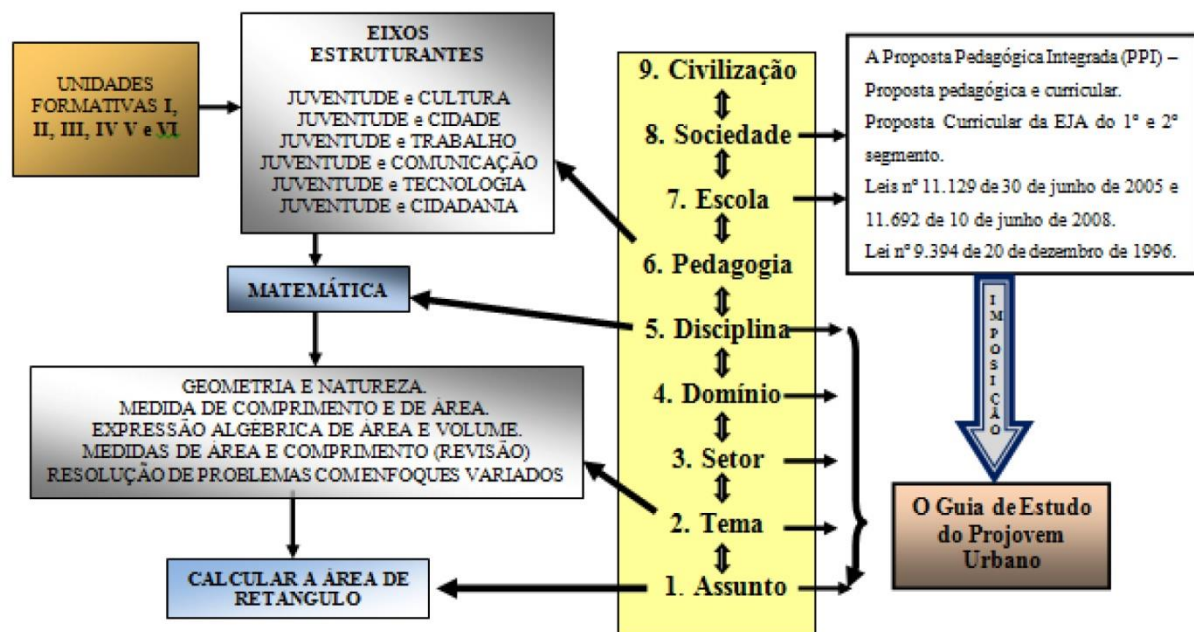 UNIDADES
FORMATIVAS I,
II, III, IV V e VI
EIXOS
ESTRUTURANTES
JUVENTUDE e CULTURA
JUVENTUDE e CIDADE
JUVENTUDE e TRABALHO
JUVENTUDE e COMUNICAÇÃO
JUVENTUDE e TECNOLOGIA
JUVENTUDE e CIDADANIA
MATEMÁTICA
GEOMETRIA E NATUREZA.
MEDIDA DE COMPRIMENTO E DE ÁREA.
EXPRESSÃO ALGÉBRICA DE ÁREA E VOLUME.
MEDIDAS DE ÁREA E COMPRIMENTO (REVISÃO)
RESOLUÇÃO DE PROBLEMAS COM ENFOQUES VARIADOS
CALCULAR A ÁREA DE
RETANGULO
9. Civilização
8. Sociedade
7. Escola
6. Pedagogia
5. Disciplina
4. Domínio
3. Setor
2. Tema
1. Assunto
A Proposta Pedagógica Integrada (PPI) –
Proposta pedagógica e curricular.
Proposta Curricular da EJA do 1º e 2º
segmento.
Leis nº 11.129 de 30 de junho de 2005 e
11.692 de 10 de junho de 2008.
Lei nº 9.394 de 20 de dezembro de 1996.
IMPOSIÇÃO
O Guia de Estudo
do Projovem
Urbano